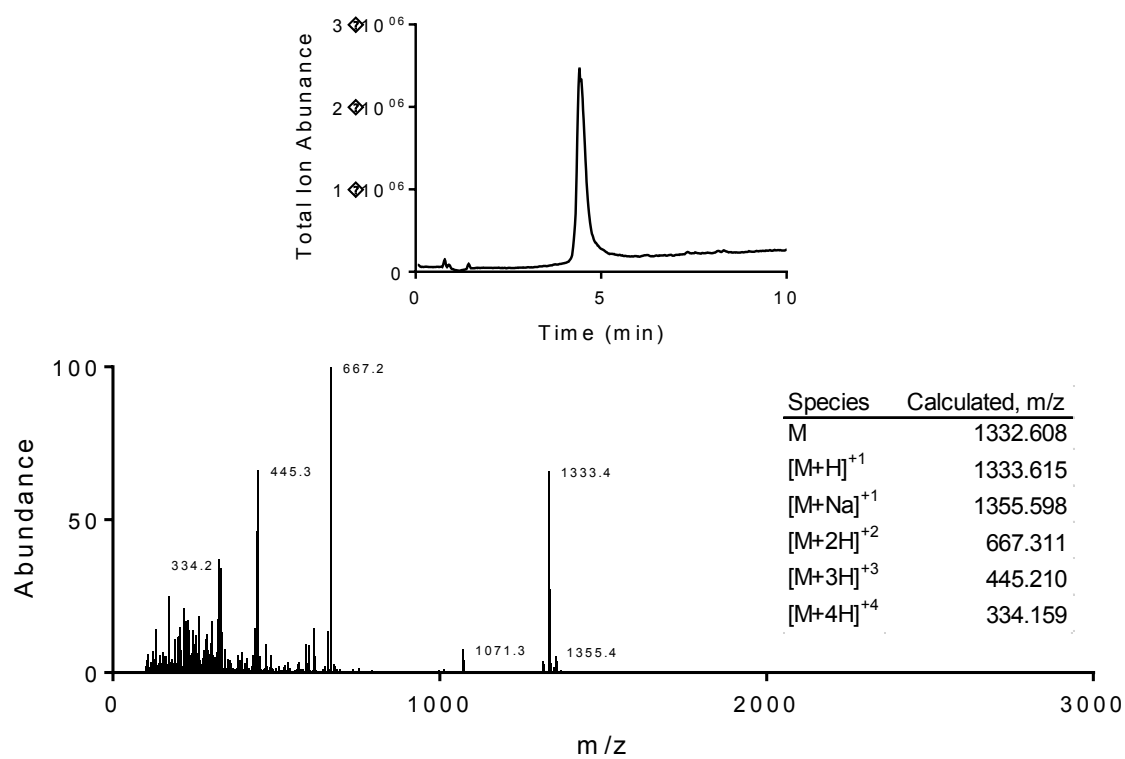 3 �10 06
2 �10 06
1 �10 06
0
Total Ion Abunance
0 5 10
Time (min)
100
50
0
Abundance
667.2
445.3
334.2
1333.4
1071.3
1355.4
0 1000 2000 3000
m/z
Species Calculated, m/z
M 1332.608
[M+H]+1 1333.615
[M+Na]+1 1355.598
[M+2H]+2 667.311
[M+3H]+3 445.210
[M+4H]+4 334.159